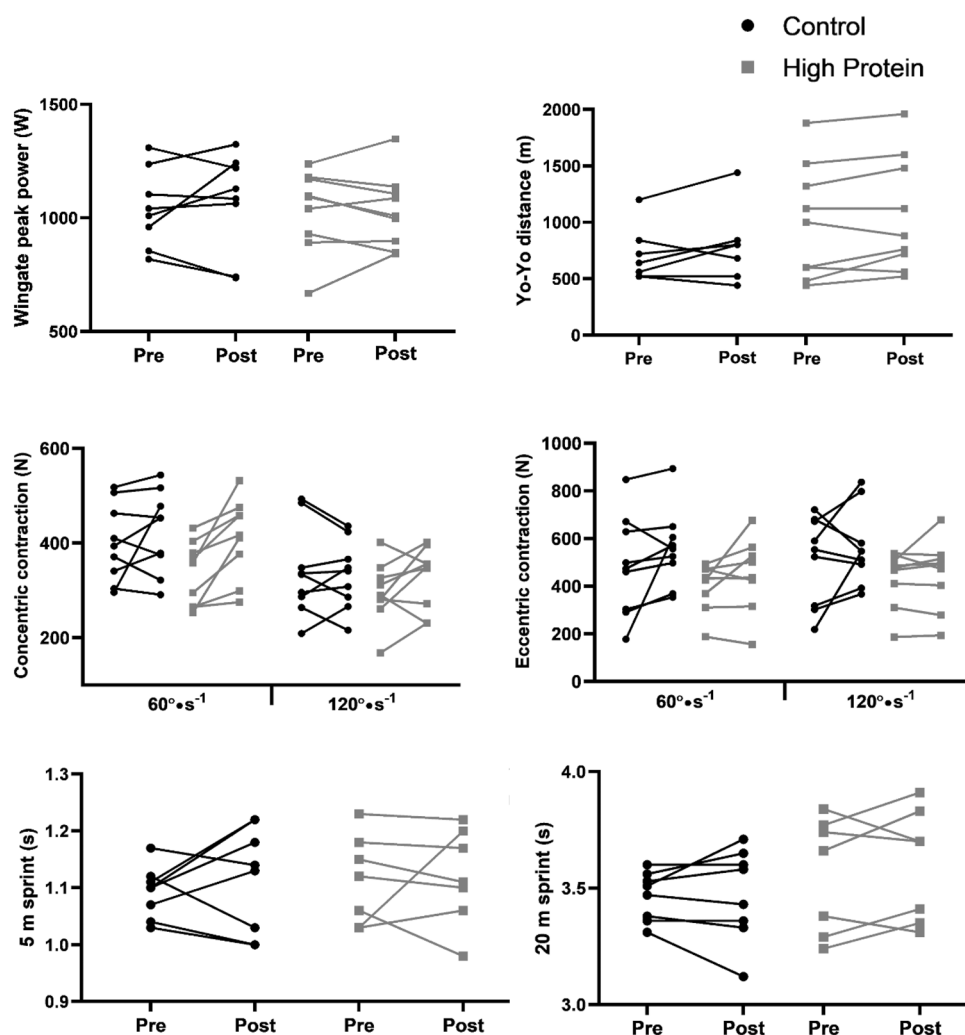 Control
High Protein
Wingate peak power (W)
1500
1000
500
Pre
Post
Pre
Post
Yo-Yo distance (m)
2000
1500
1000
500
0
Pre
Post
Pre
Post
Concentric contraction (N)
600
400
200
60°•s⁻¹
120°•s⁻¹
Eccentric contraction (N)
1000
800
600
400
200
0
60°•s⁻¹
120°•s⁻¹
5 m sprint (s)
1.3
1.2
1.1
1.0
0.9
Pre
Post
Pre
Post
20 m sprint (s)
4.0
3.5
3.0
Pre
Post
Pre
Post